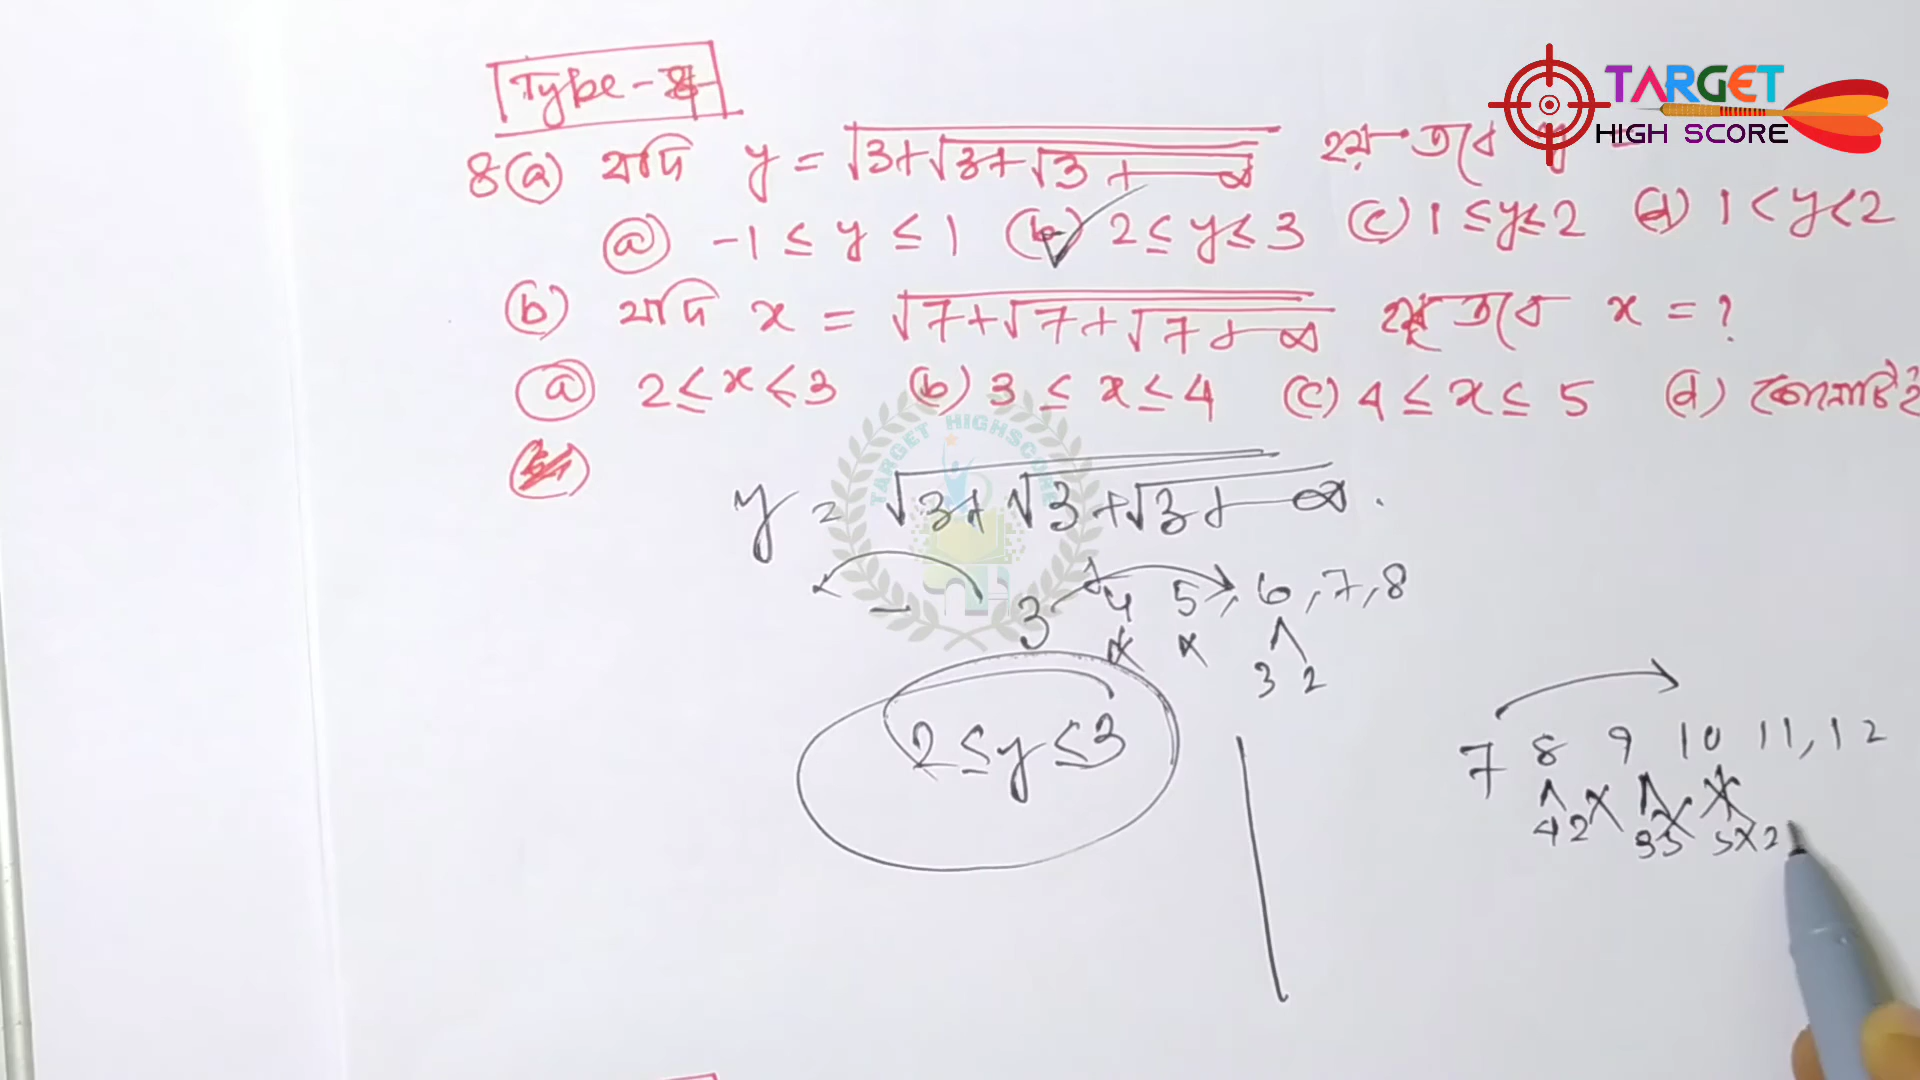 TARGET
HIGH SCORE
Type-8
8(a) যদি y = √3+√3+√3+—∞ হয় তবে y =
(a) -1 ≤ y ≤ 1 (b) 2 ≤ y ≤ 3 (c) 1 ≤ y ≤ 2 (d) 1 < y < 2
(b) যদি x = √7+√7+√7+—∞ হয় তবে x = ?
(a) 2 ≤ x ≤ 3 (b) 3 ≤ x ≤ 4 (c) 4 ≤ x ≤ 5 (d) কোনোটিই
TARGET HIGHSCORE
y = √3+√3+√3+—∞.
3 4 5, 6, 7, 8
3 2
2 ≤ y ≤ 3
7 8 9 10 11, 12
4 2 3 3 5×2